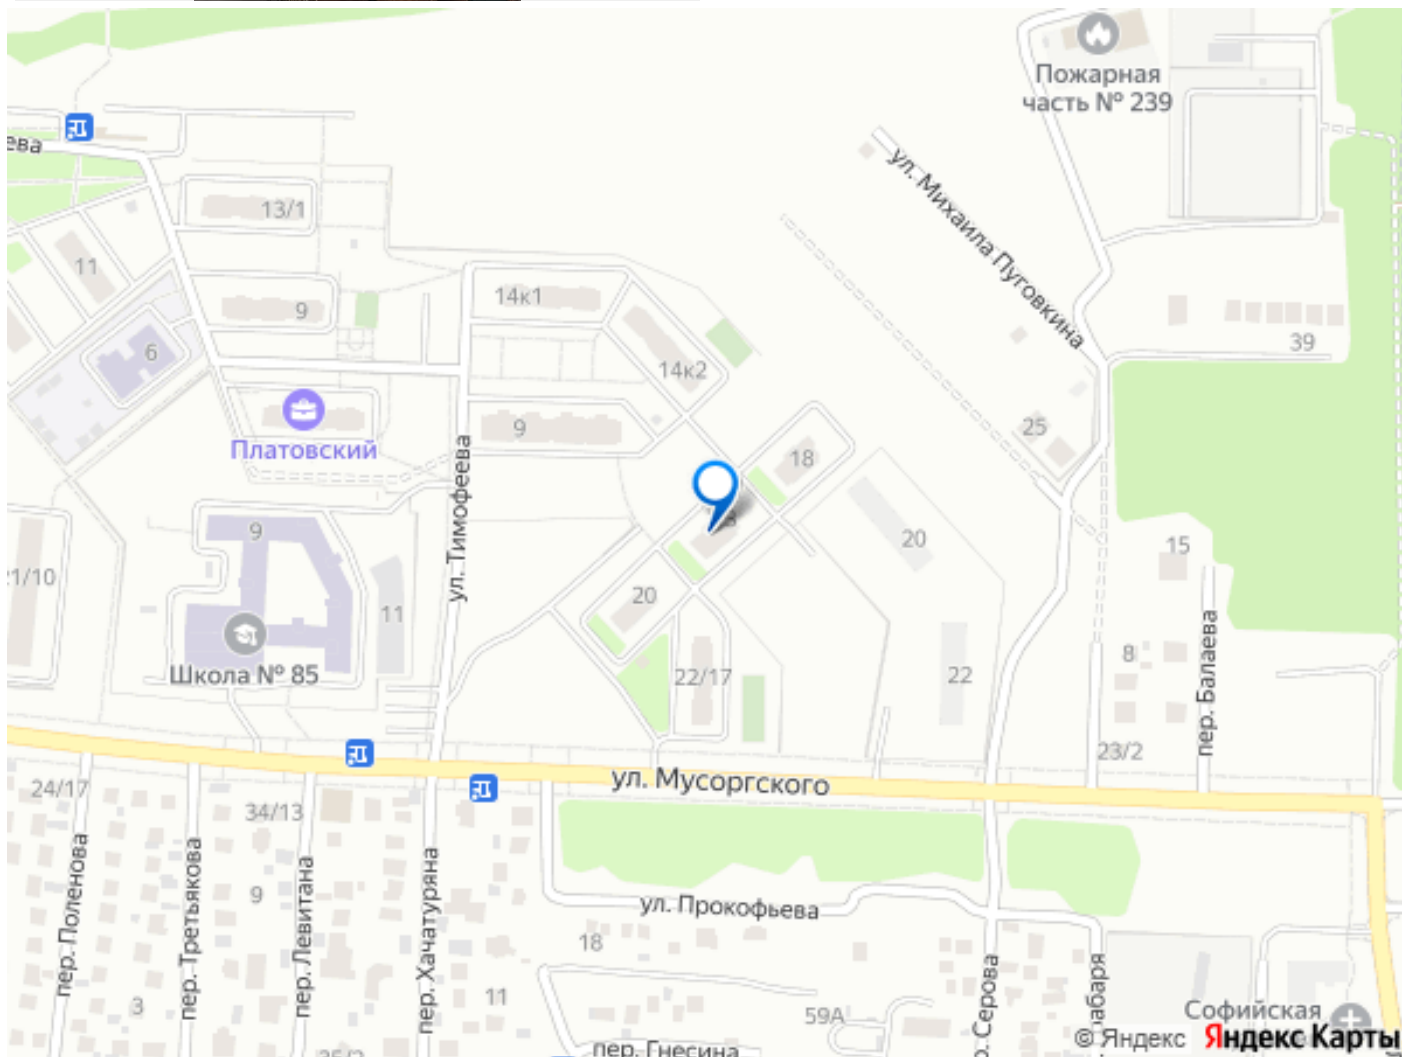 Пожарная
часть № 239
ул. Михаила Пуговкина
13/1
11
9
14к1
39
6
14к2
25
Платовский
9
18
ул. Тимофеева
9
20
15
11
20
Школа № 85
22/17
22
8
пер. Балаева
23/2
ул. Мусоргского
24/17
34/13
пер. Поленова
пер. Третьякова
пер. Левитана
пер. Хачатуряна
9
ул. Прокофьева
18
3
11
59А
Софийская
пер. Гнесина
© Яндекс Яндекс Карты